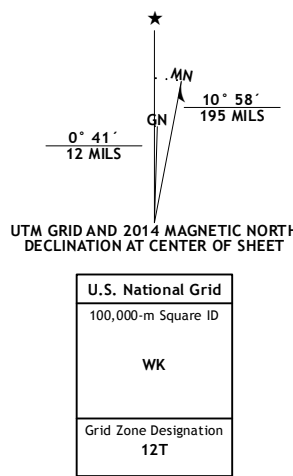 ★
MN
GN
10° 58´
195 MILS
0° 41´
12 MILS
UTM GRID AND 2014 MAGNETIC NORTH
DECLINATION AT CENTER OF SHEET
U.S. National Grid
100,000-m Square ID
WK
Grid Zone Designation
12T